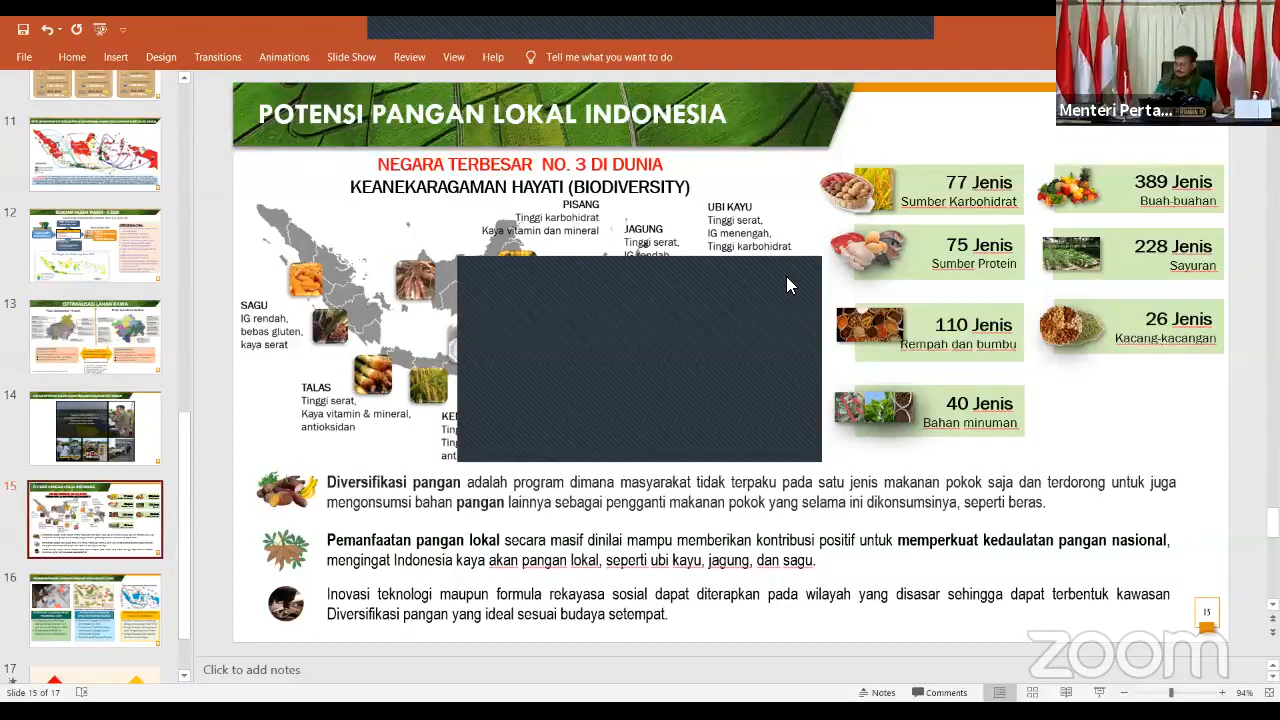 File Home Insert Design Transitions Animations Slide Show Review View Help Tell me what you want to do
Menteri Perta...
11
12
13
14
15
16
17
POTENSI PANGAN LOKAL INDONESIA
NEGARA TERBESAR NO. 3 DI DUNIA
KEANEKARAGAMAN HAYATI (BIODIVERSITY)
PISANG
Tinggi karbohidrat
Kaya vitamin dan mineral
JAGUNG
Tinggi serat,
IG rendah
UBI KAYU
Tinggi serat,
IG menengah,
Tinggi karbohidrat
SAGU
IG rendah,
bebas gluten,
kaya serat
TALAS
Tinggi serat,
Kaya vitamin & mineral,
antioksidan
77 Jenis
Sumber Karbohidrat
389 Jenis
Buah-buahan
75 Jenis
Sumber Protein
228 Jenis
Sayuran
110 Jenis
Rempah dan bumbu
26 Jenis
Kacang-kacangan
40 Jenis
Bahan minuman
Diversifikasi pangan adalah program dimana masyarakat tidak terpaku pada satu jenis makanan pokok saja dan terdorong untuk juga
mengonsumsi bahan pangan lainnya sebagai pengganti makanan pokok yang selama ini dikonsumsinya, seperti beras.
Pemanfaatan pangan lokal secara masif dinilai mampu memberikan kontribusi positif untuk memperkuat kedaulatan pangan nasional,
mengingat Indonesia kaya akan pangan lokal, seperti ubi kayu, jagung, dan sagu.
Inovasi teknologi maupun formula rekayasa sosial dapat diterapkan pada wilayah yang disasar sehingga dapat terbentuk kawasan
Diversifikasi pangan yang ideal sesuai budaya setempat.
15
zoom
Click to add notes
Slide 15 of 17 Notes Comments 94%